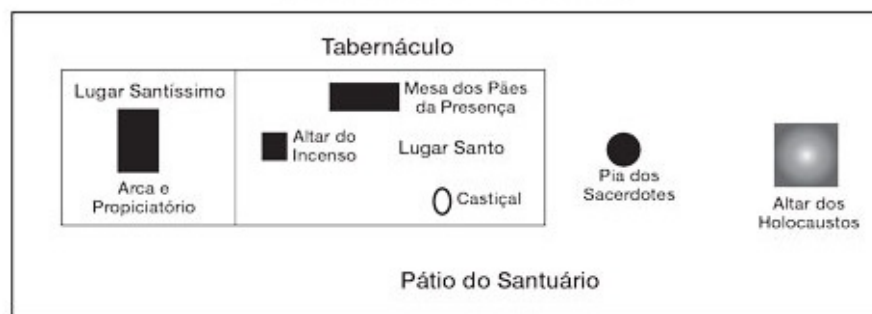 Tabernáculo
Lugar Santíssimo
Arca e
Propiciatório
Mesa dos Pães
da Presença
Altar do
Incenso
Lugar Santo
Castiçal
Pia dos
Sacerdotes
Altar dos
Holocaustos
Pátio do Santuário